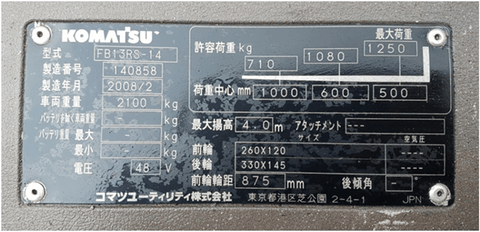 KOMATSU
型式 FB13RS-14
製造番号 140858
製造年月 2008/2
車両重量 2100 kg
バッテリ無し車両重量 - kg
バッテリ重量 最大 - kg
最小 - kg
電圧 48 V
許容荷重 kg 最大荷重
710 1080 1250
荷重中心 mm 1000 600 500
最大揚高 4.0 m アタッチメント ---
サイズ 空気圧
前輪 260X120 ----
後輪 330X145 ----
前輪輪距 875 mm 後傾角 -
コマツユーティリティ株式会社 東京都港区芝公園 2-4-1 JPN